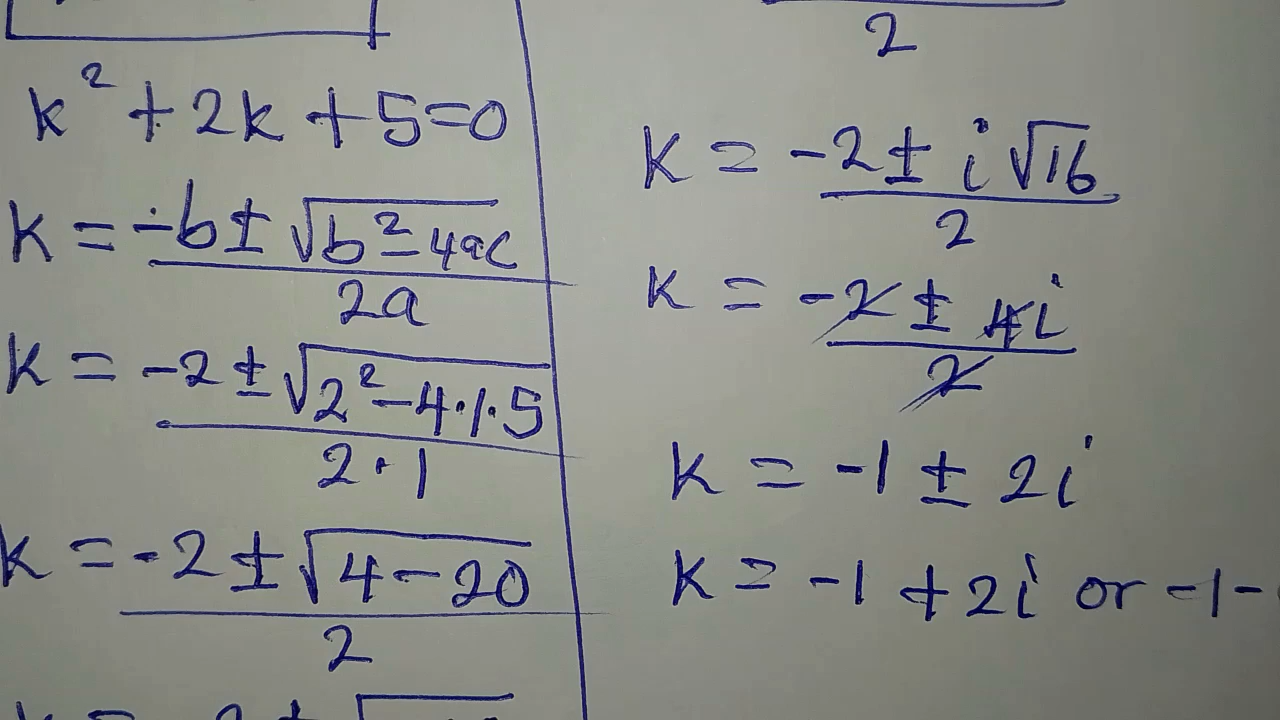 k² + 2k + 5 = 0
K = -b ± √b² - 4ac
2a
K = -2 ± √2² - 4·1·5
2·1
K = -2 ± √4 - 20
2
2
K = -2 ± i √16
2
K = -2 ± 4i
2
K = -1 ± 2i
K = -1 + 2i or -1 -